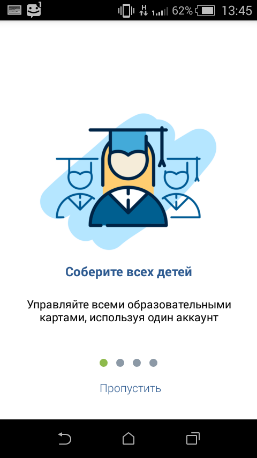 H 62% 13:45
Соберите всех детей
Управляйте всеми образовательными
картами, используя один аккаунт
Пропустить